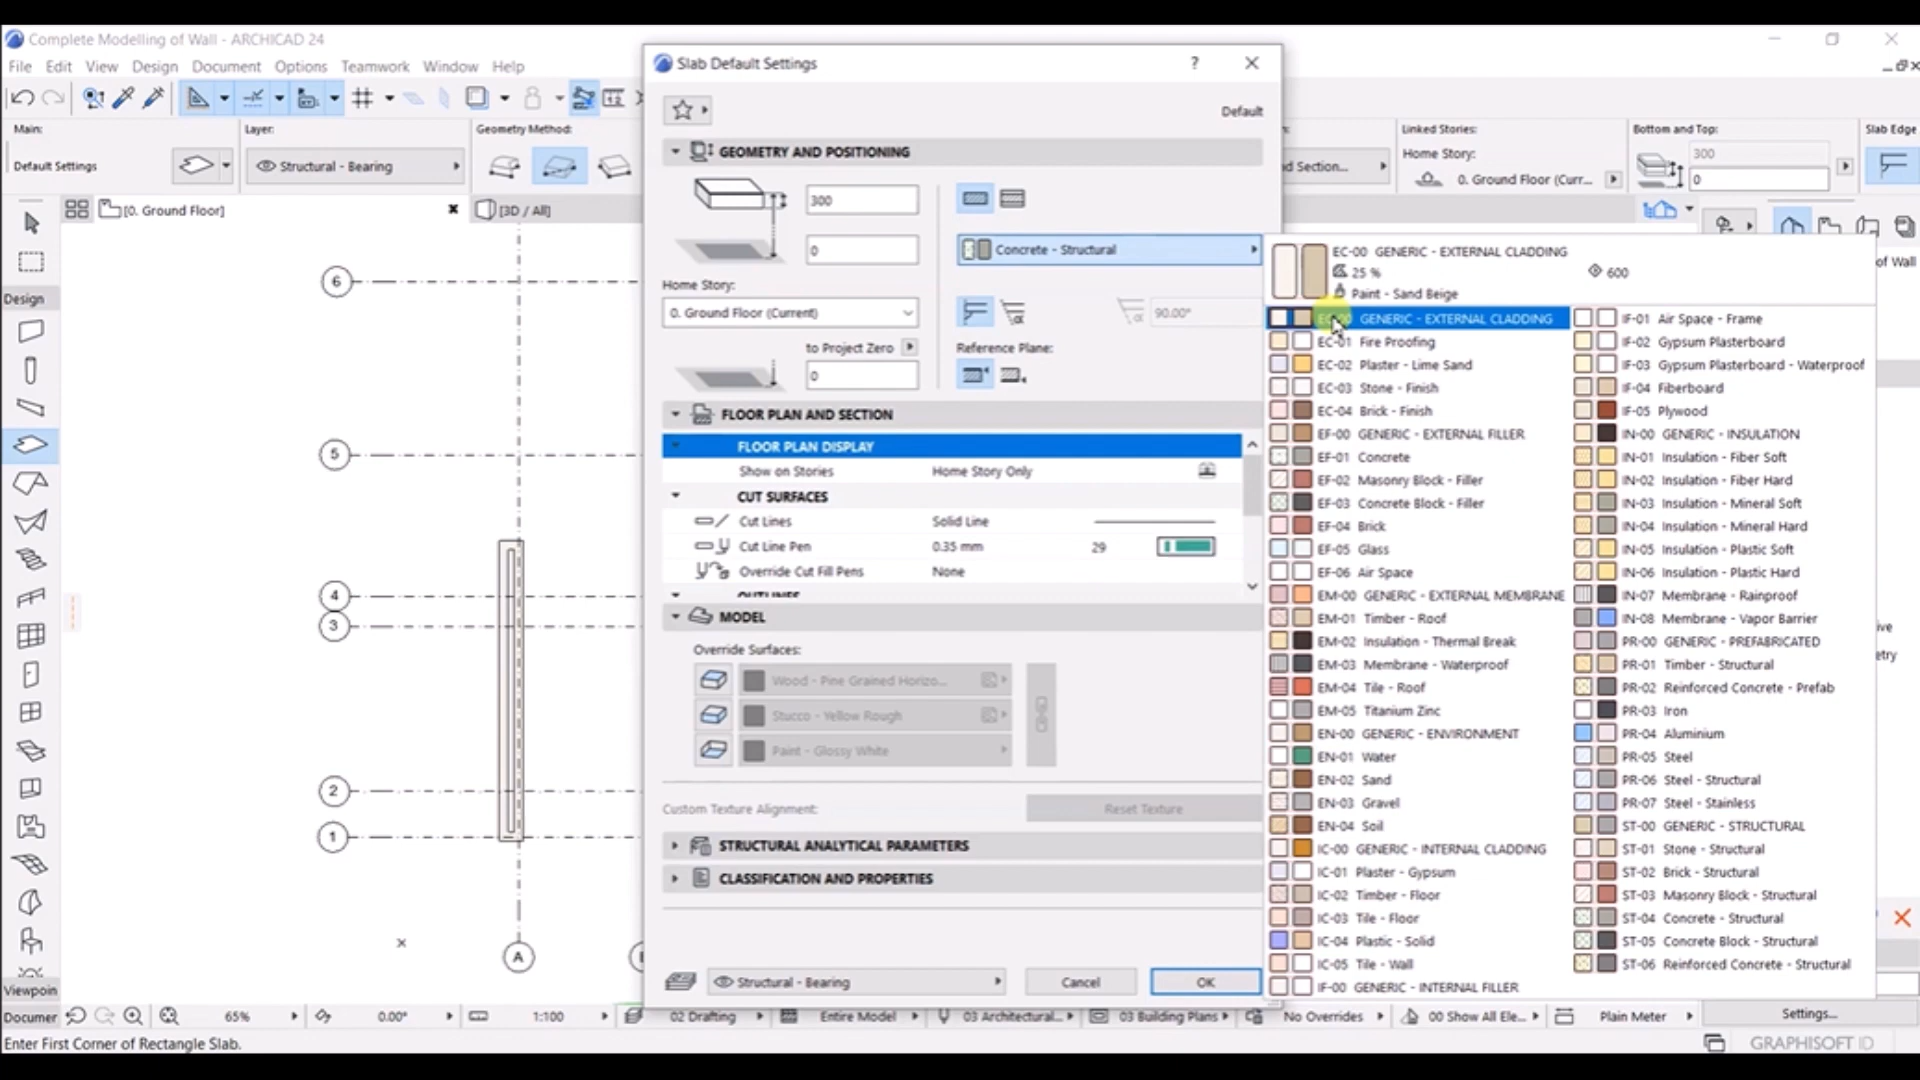 Complete Modelling of Wall - ARCHICAD 24
File Edit View Design Document Options Teamwork Window Help
Main:
Default Settings
Layer:
Structural - Bearing
Geometry Method:
d Section...
Linked Stories:
Home Story:
0. Ground Floor (Curr...
Bottom and Top:
300
0
Slab Edge
[0. Ground Floor]
[3D / All]
Design
Viewpoin
Documer
6
5
4
3
2
1
A
Slab Default Settings
?
Default
GEOMETRY AND POSITIONING
300
0
Concrete - Structural
Home Story:
0. Ground Floor (Current)
90.00°
to Project Zero
Reference Plane:
0
FLOOR PLAN AND SECTION
FLOOR PLAN DISPLAY
Show on Stories Home Story Only
CUT SURFACES
Cut Lines Solid Line
Cut Line Pen 0.35 mm 29
Override Cut Fill Pens None
OUTLINES
MODEL
Override Surfaces:
Wood - Pine Grained Horizo...
Stucco - Yellow Rough
Paint - Glossy White
Custom Texture Alignment:
Reset Texture
STRUCTURAL ANALYTICAL PARAMETERS
CLASSIFICATION AND PROPERTIES
Structural - Bearing
Cancel
OK
EC-00 GENERIC - EXTERNAL CLADDING
25 %
600
Paint - Sand Beige
EC-00 GENERIC - EXTERNAL CLADDING
EC-01 Fire Proofing
EC-02 Plaster - Lime Sand
EC-03 Stone - Finish
EC-04 Brick - Finish
EF-00 GENERIC - EXTERNAL FILLER
EF-01 Concrete
EF-02 Masonry Block - Filler
EF-03 Concrete Block - Filler
EF-04 Brick
EF-05 Glass
EF-06 Air Space
EM-00 GENERIC - EXTERNAL MEMBRANE
EM-01 Timber - Roof
EM-02 Insulation - Thermal Break
EM-03 Membrane - Waterproof
EM-04 Tile - Roof
EM-05 Titanium Zinc
EN-00 GENERIC - ENVIRONMENT
EN-01 Water
EN-02 Sand
EN-03 Gravel
EN-04 Soil
IC-00 GENERIC - INTERNAL CLADDING
IC-01 Plaster - Gypsum
IC-02 Timber - Floor
IC-03 Tile - Floor
IC-04 Plastic - Solid
IC-05 Tile - Wall
IF-00 GENERIC - INTERNAL FILLER
IF-01 Air Space - Frame
IF-02 Gypsum Plasterboard
IF-03 Gypsum Plasterboard - Waterproof
IF-04 Fiberboard
IF-05 Plywood
IN-00 GENERIC - INSULATION
IN-01 Insulation - Fiber Soft
IN-02 Insulation - Fiber Hard
IN-03 Insulation - Mineral Soft
IN-04 Insulation - Mineral Hard
IN-05 Insulation - Plastic Soft
IN-06 Insulation - Plastic Hard
IN-07 Membrane - Rainproof
IN-08 Membrane - Vapor Barrier
PR-00 GENERIC - PREFABRICATED
PR-01 Timber - Structural
PR-02 Reinforced Concrete - Prefab
PR-03 Iron
PR-04 Aluminium
PR-05 Steel
PR-06 Steel - Structural
PR-07 Steel - Stainless
ST-00 GENERIC - STRUCTURAL
ST-01 Stone - Structural
ST-02 Brick - Structural
ST-03 Masonry Block - Structural
ST-04 Concrete - Structural
ST-05 Concrete Block - Structural
ST-06 Reinforced Concrete - Structural
of Wall
ive
etry
65%
0.00°
1:100
02 Drafting
Entire Model
03 Architectural...
03 Building Plans
No Overrides
00 Show All Ele...
Plain Meter
Settings...
Enter First Corner of Rectangle Slab.
GRAPHISOFT ID